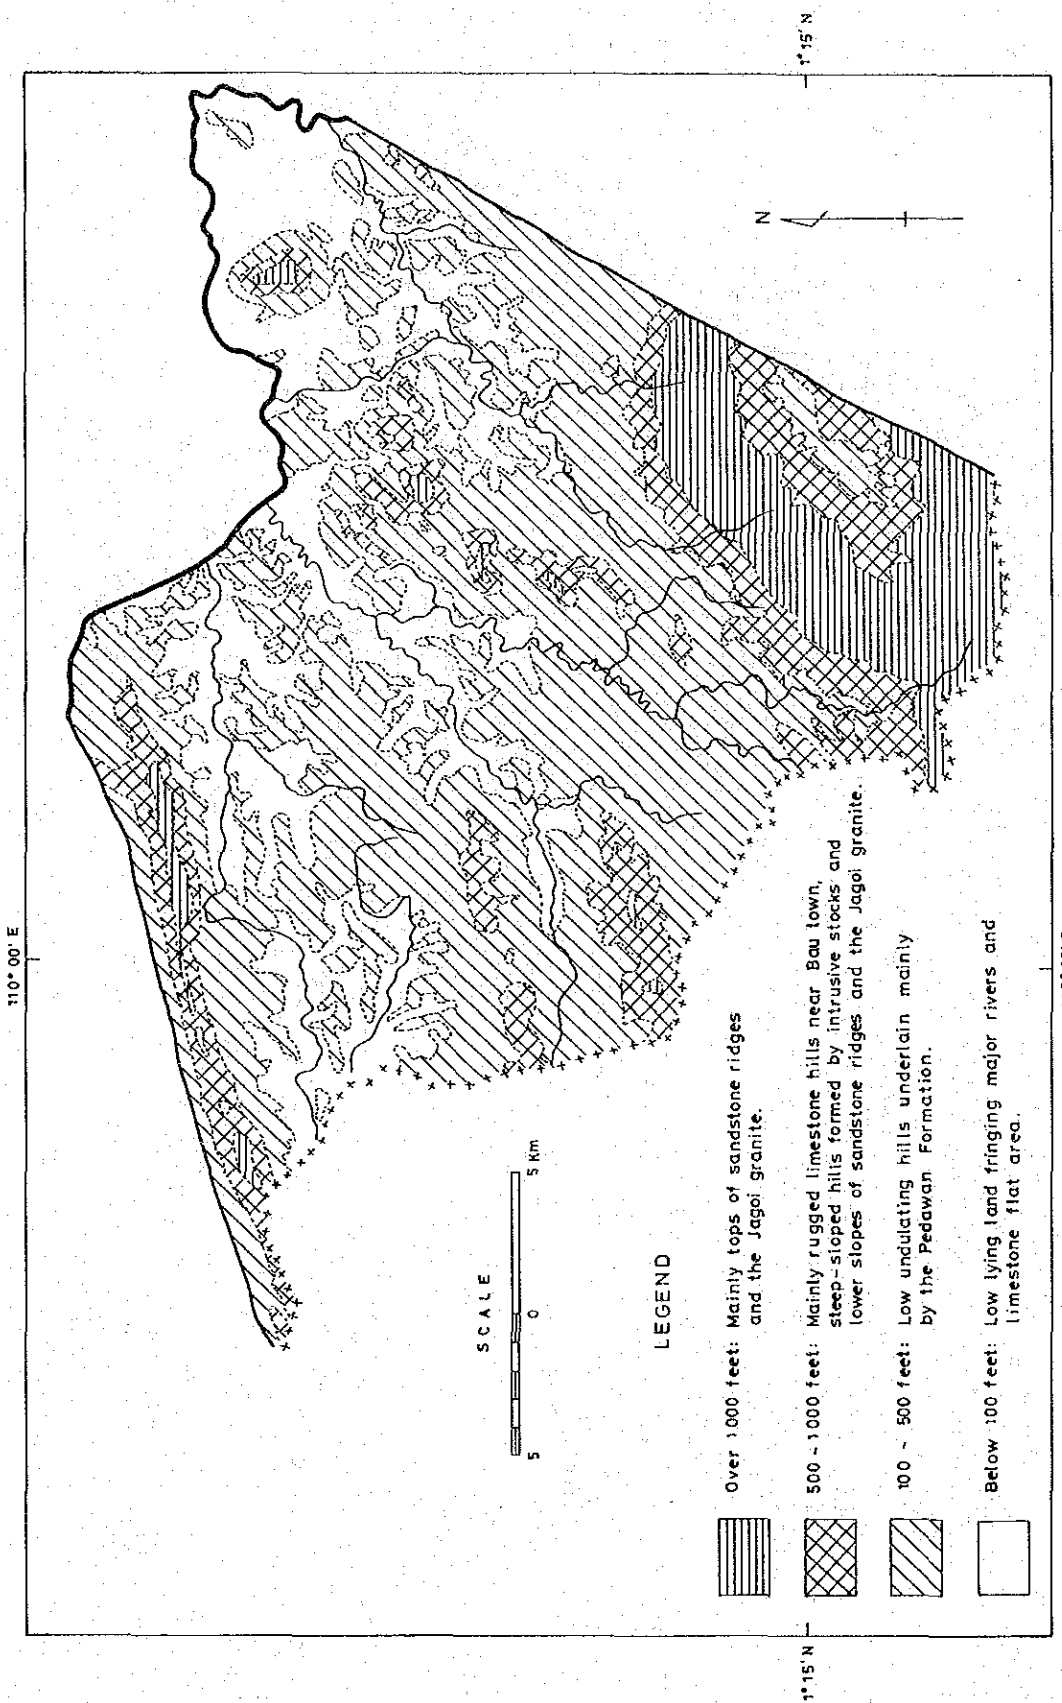 110° 00' E
1° 15' N
1° 15' N
N
SCALE
5 0 5 Km
LEGEND
Over 1000 feet: Mainly tops of sandstone ridges
and the Jagoi granite.
500 - 1000 feet: Mainly rugged limestone hills near Bau town,
steep-sloped hills formed by intrusive stocks and
lower slopes of sandstone ridges and the Jagoi granite.
100 - 500 feet: Low undulating hills underlain mainly
by the Pedawan Formation.
Below 100 feet: Low lying land fringing major rivers and
limestone flat area.